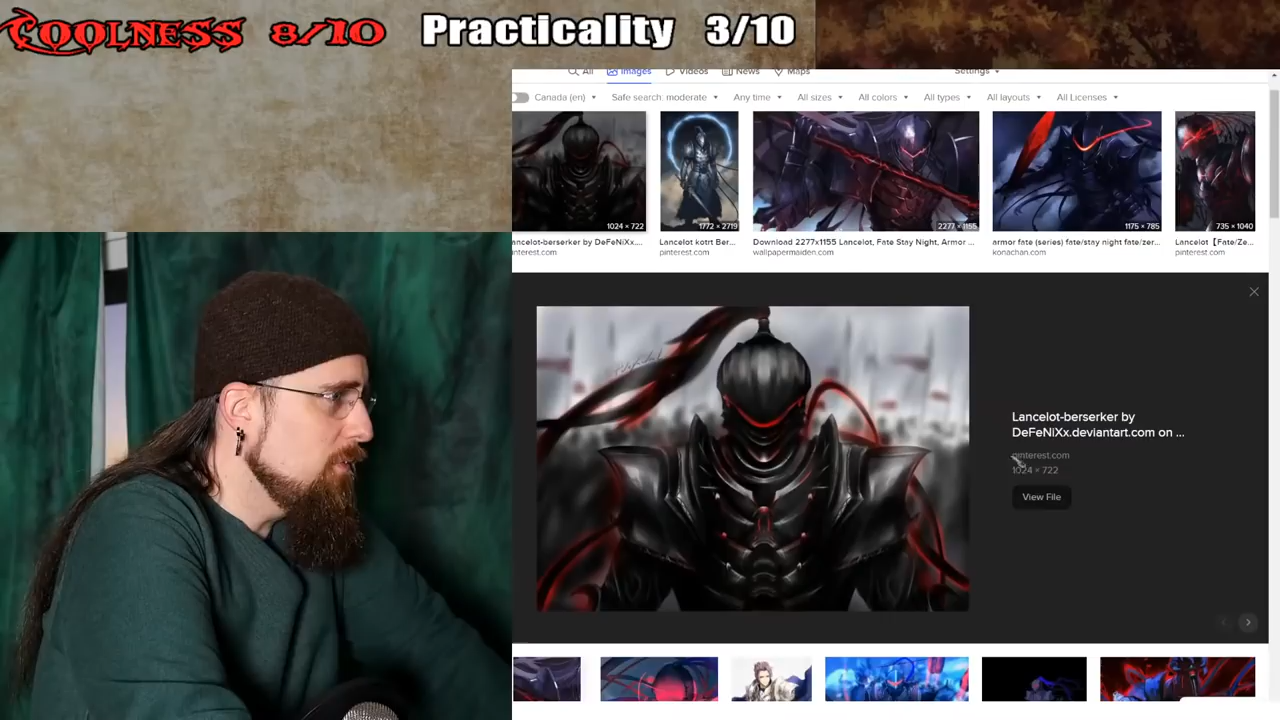 COOLNESS 8/10 Practicality 3/10
All Images Videos News Maps Settings
Canada (en) Safe search: moderate Any time All sizes All colors All types All layouts All Licenses
1024 × 722 1772 × 2719 2277 × 1155 1175 × 785 735 × 1040
ancelot-berserker by DeFeNiXx.... Lancelot kotrt Ber... Download 2277x1155 Lancelot, Fate Stay Night, Armor ... armor fate (series) fate/stay night fate/zer... Lancelot【Fate/Ze...
interest.com pinterest.com wallpapermaiden.com konachan.com pinterest.com
Lancelot-berserker by
DeFeNiXx.deviantart.com on ...
pinterest.com
1024 × 722
View File